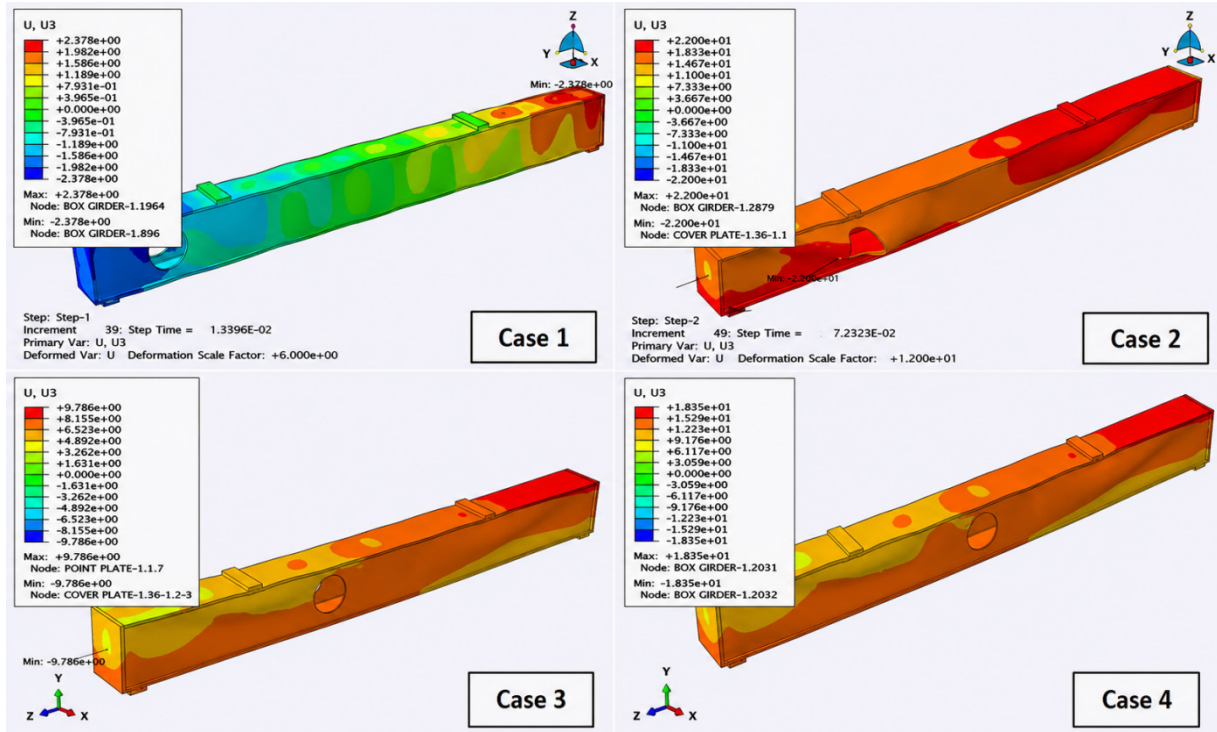 U, U3
+2.378e+00
+1.982e+00
+1.586e+00
+1.189e+00
+7.931e-01
+3.965e-01
+0.000e+00
-3.965e-01
-7.931e-01
-1.189e+00
-1.586e+00
-1.982e+00
-2.378e+00
Max: +2.378e+00
Node: BOX GIRDER-1.1964
Min: -2.378e+00
Node: BOX GIRDER-1.896
Z
Y
X
Min: -2.378e+00
Step: Step-1
Increment 39: Step Time = 1.3396E-02
Primary Var: U, U3
Deformed Var: U Deformation Scale Factor: +6.000e+00
Case 1
U, U3
+2.200e+01
+1.833e+01
+1.467e+01
+1.100e+01
+7.333e+00
+3.667e+00
+0.000e+00
-3.667e+00
-7.333e+00
-1.100e+01
-1.467e+01
-1.833e+01
-2.200e+01
Max: +2.200e+01
Node: BOX GIRDER-1.2879
Min: -2.200e+01
Node: COVER PLATE-1.36-1.1
Z
Y
X
Min: -2.200e+01
Step: Step-2
Increment 49: Step Time = 7.2323E-02
Primary Var: U, U3
Deformed Var: U Deformation Scale Factor: +1.200e+01
Case 2
U, U3
+9.786e+00
+8.155e+00
+6.523e+00
+4.892e+00
+3.262e+00
+1.631e+00
+0.000e+00
-1.631e+00
-3.262e+00
-4.892e+00
-6.523e+00
-8.155e+00
-9.786e+00
Max: +9.786e+00
Node: POINT PLATE-1.1.7
Min: -9.786e+00
Node: COVER PLATE-1.36-1.2-3
Min: -9.786e+00
Y
Z
X
Case 3
U, U3
+1.835e+01
+1.529e+01
+1.223e+01
+9.176e+00
+6.117e+00
+3.059e+00
+0.000e+00
-3.059e+00
-6.117e+00
-9.176e+00
-1.223e+01
-1.529e+01
-1.835e+01
Max: +1.835e+01
Node: BOX GIRDER-1.2031
Min: -1.835e+01
Node: BOX GIRDER-1.2032
Y
Z
X
Case 4